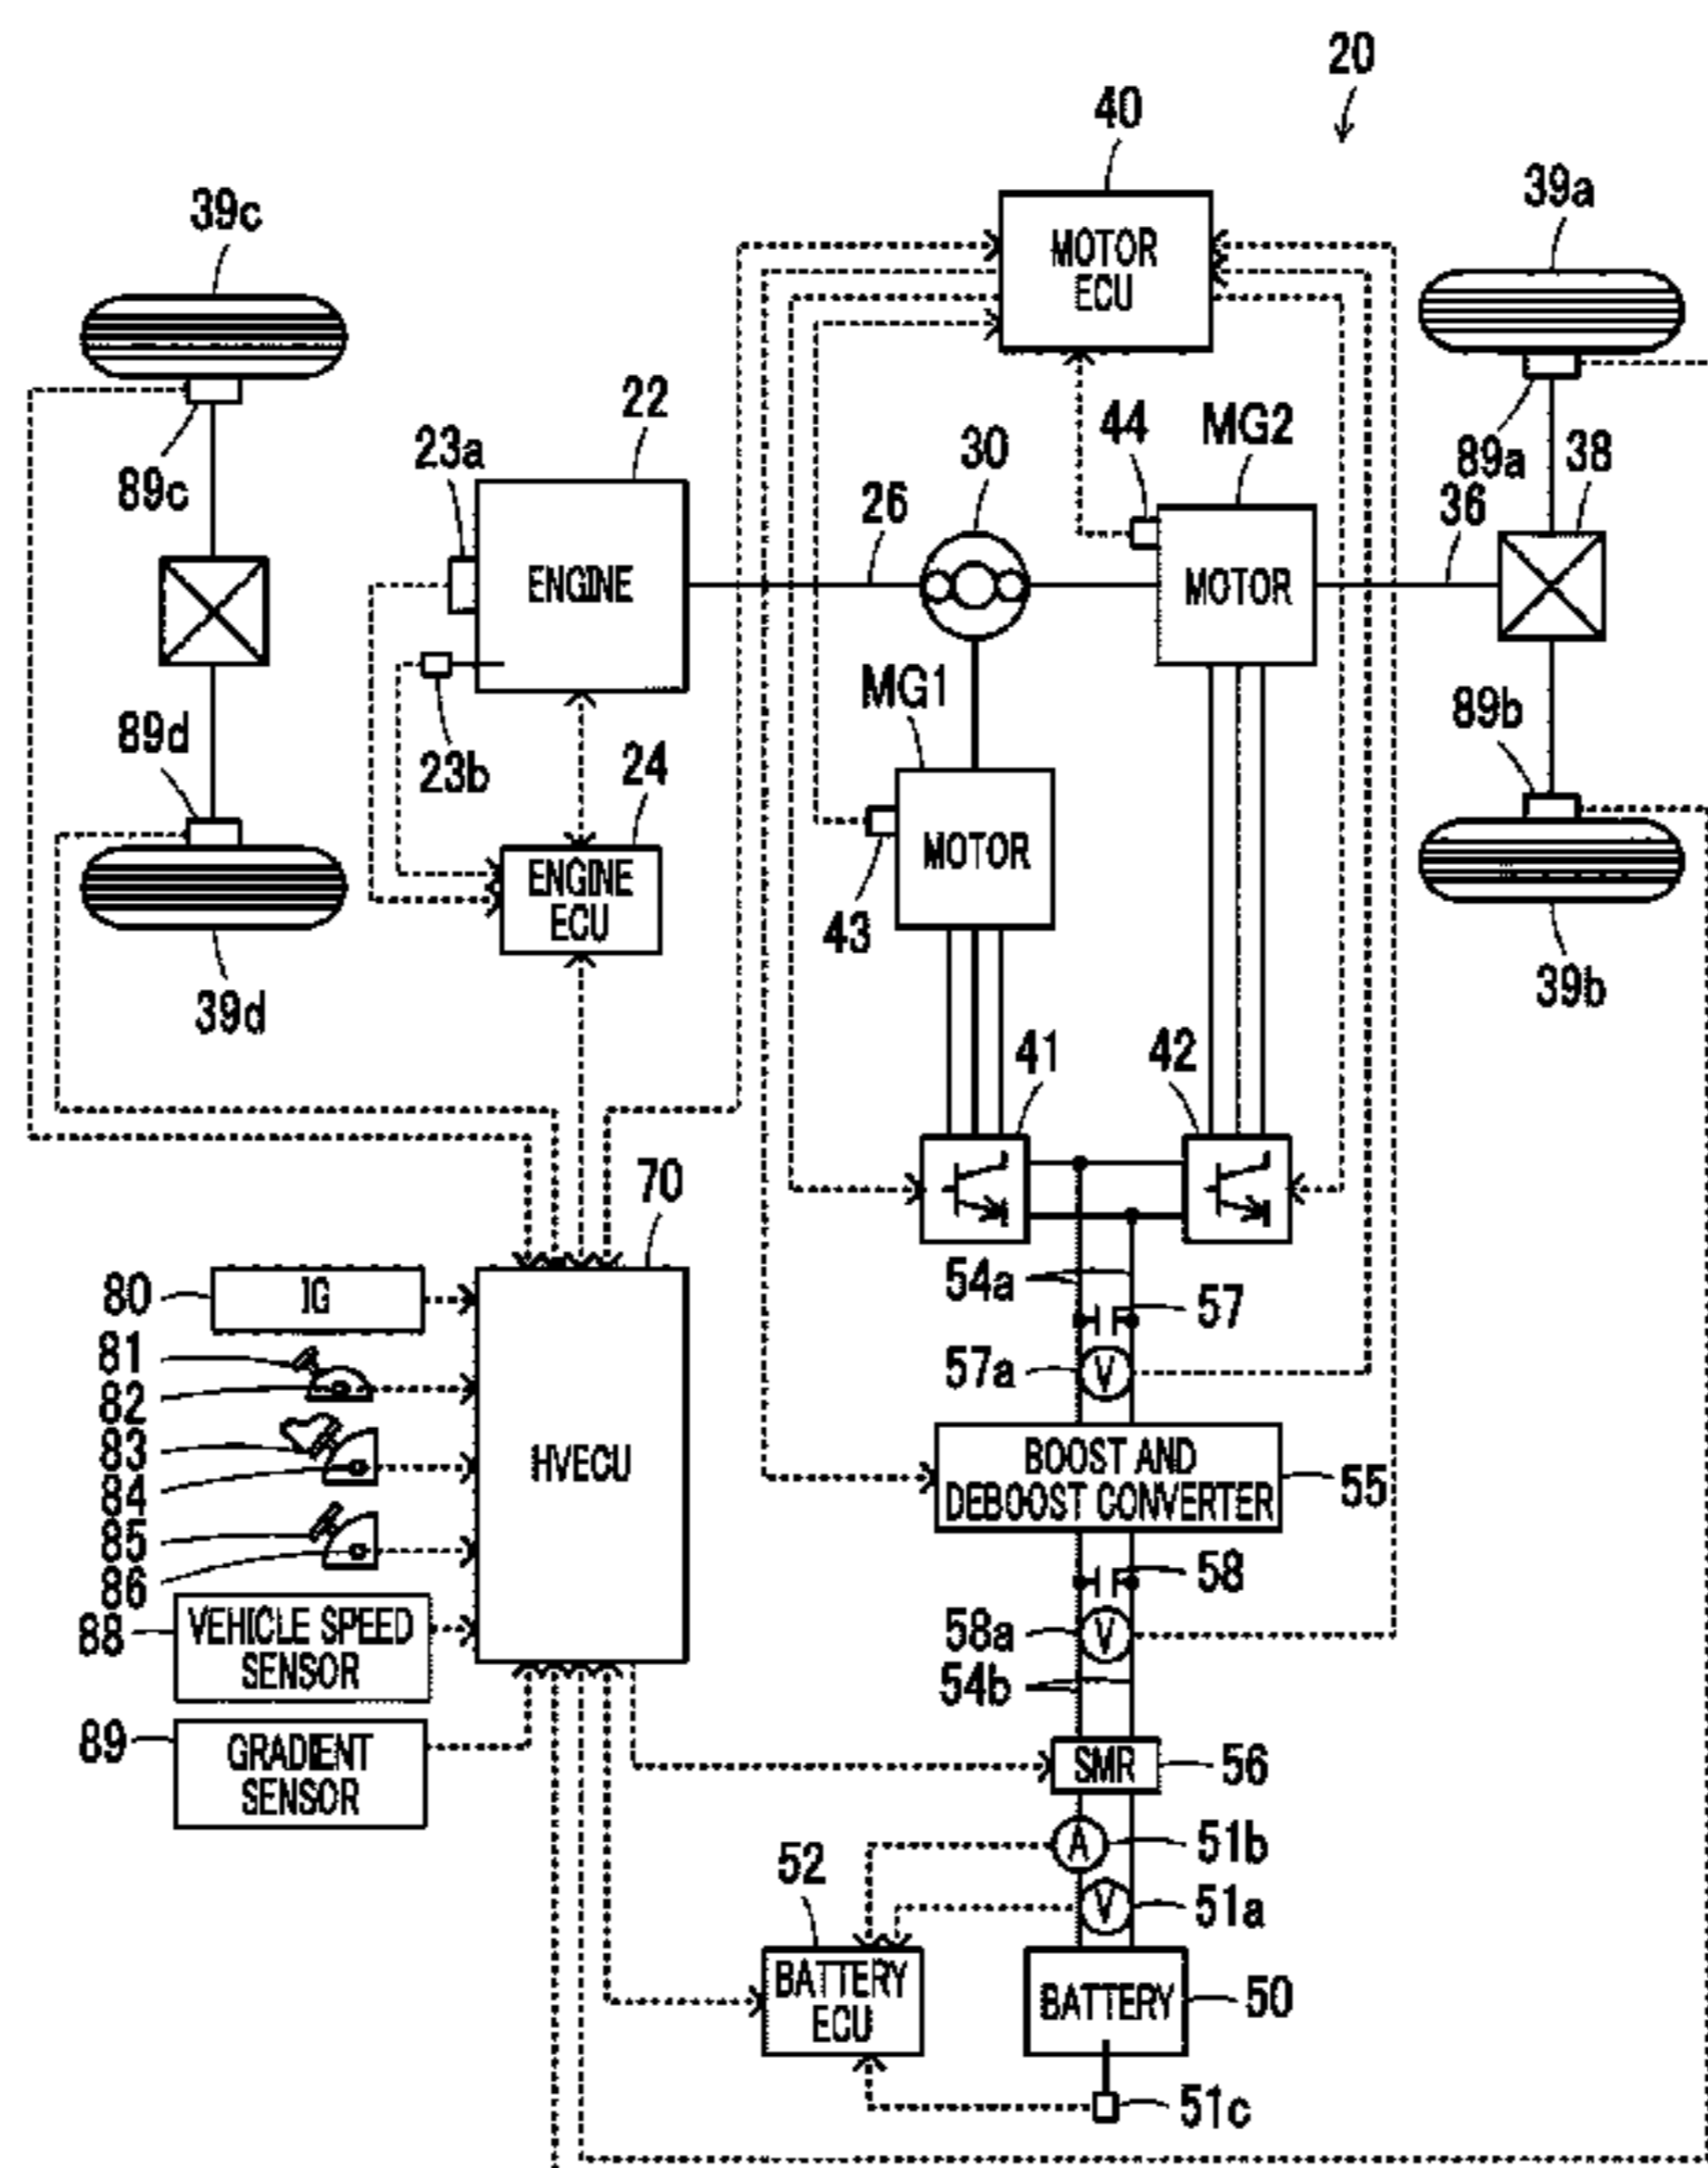 20
40
39c
39a
MOTOR
ECU
22
44
MG2
23a
30
89a
38
89c
26
36
ENGINE
MOTOR
MG1
89d
89b
23b
24
MOTOR
ENGINE
ECU
43
39d
39b
41
42
70
80
IG
54a
57
81
57a
82
83
HVECU
BOOST AND
DEBOOST CONVERTER
55
84
85
86
58
88
VEHICLE SPEED
SENSOR
58a
54b
89
GRADIENT
SENSOR
SMR
56
A
51b
52
V
51a
V
V
BATTERY
ECU
BATTERY
50
51c